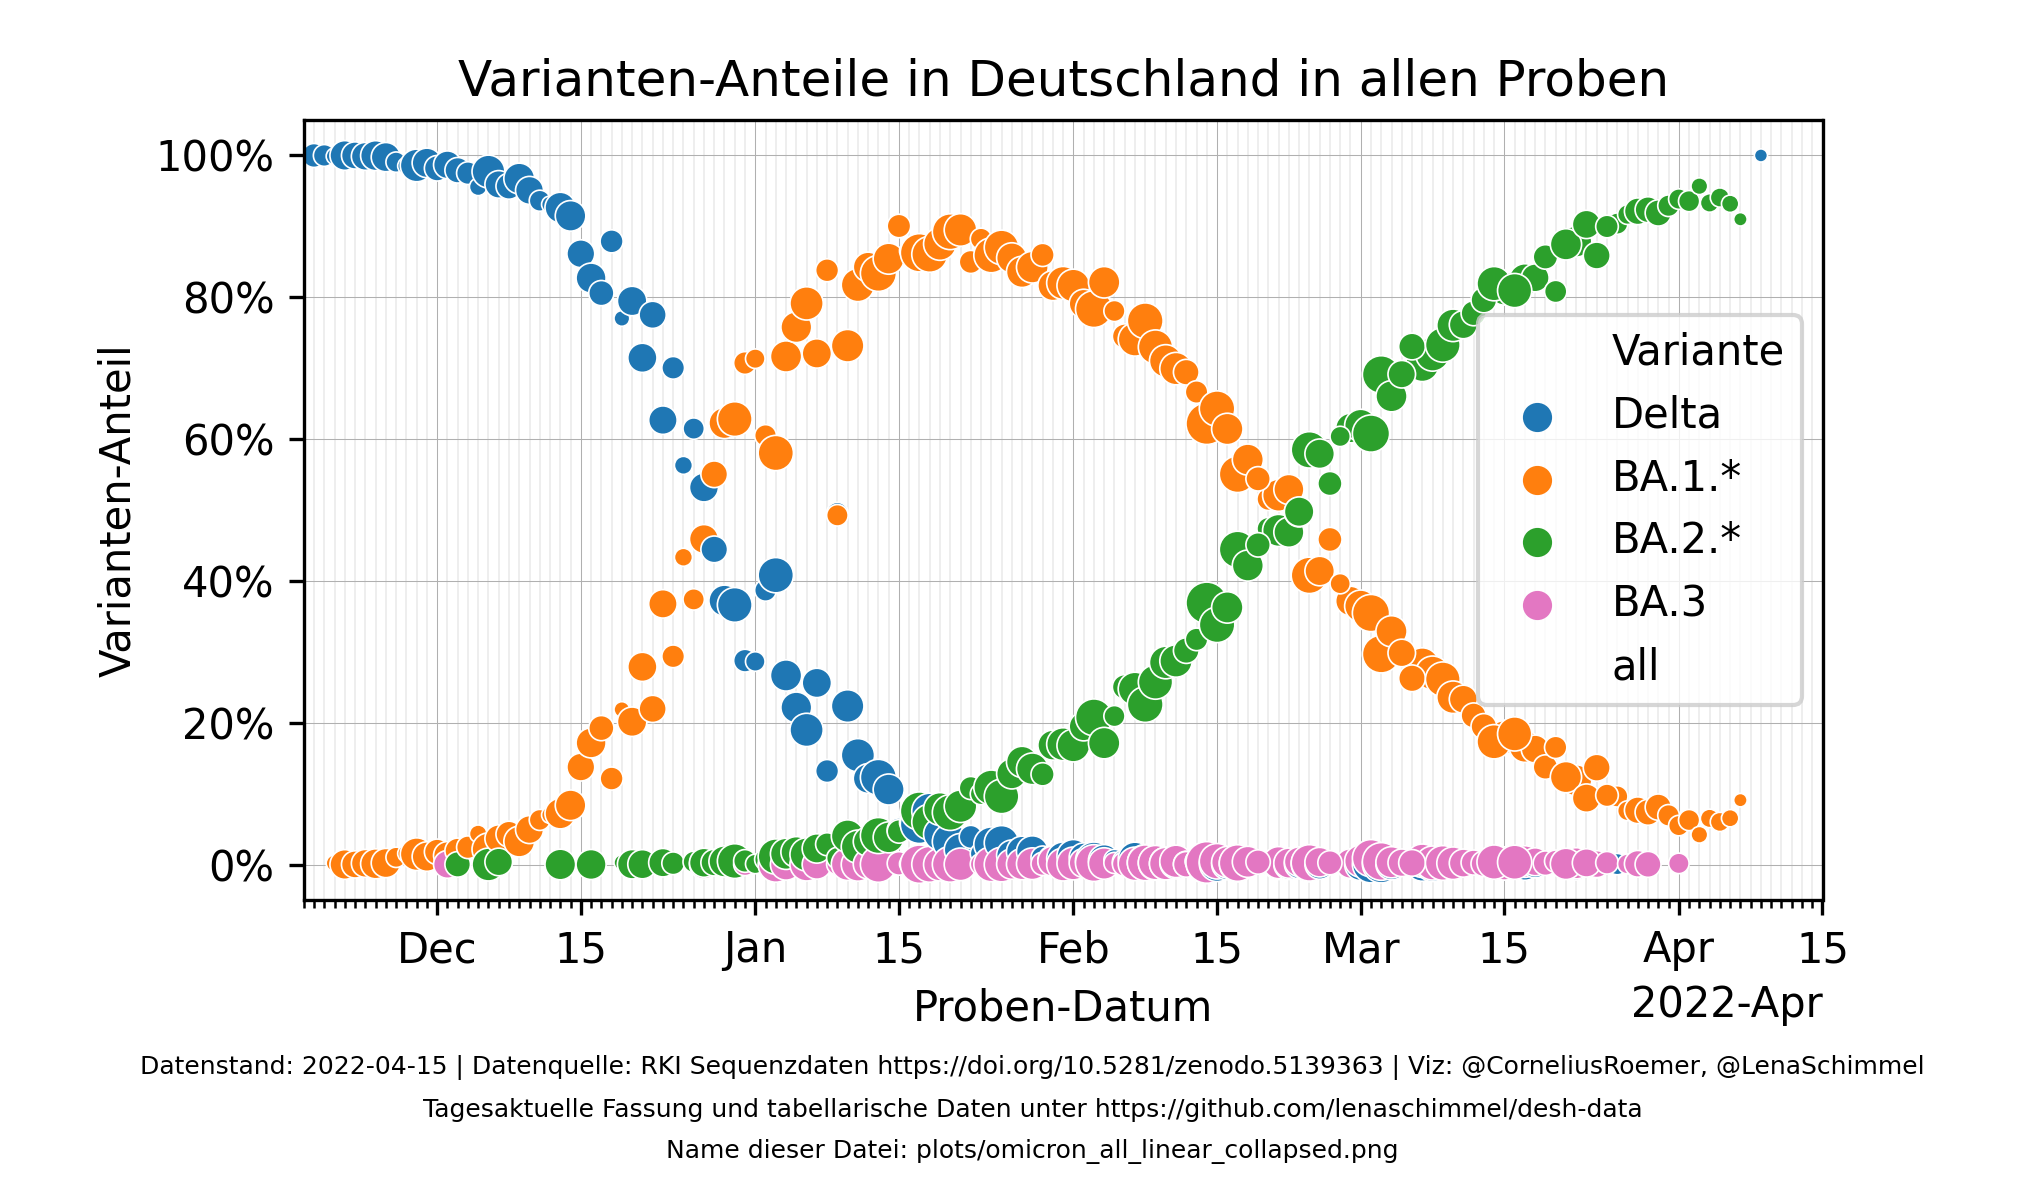 Varianten-Anteile in Deutschland in allen Proben
100%
80%
60%
40%
20%
0%
Varianten-Anteil
Variante
Delta
BA.1.*
BA.2.*
BA.3
all
Dec 15 Jan 15 Feb 15 Mar 15 Apr 15
Proben-Datum
2022-Apr
Datenstand: 2022-04-15 | Datenquelle: RKI Sequenzdaten https://doi.org/10.5281/zenodo.5139363 | Viz: @CorneliusRoemer, @LenaSchimmel
Tagesaktuelle Fassung und tabellarische Daten unter https://github.com/lenaschimmel/desh-data
Name dieser Datei: plots/omicron_all_linear_collapsed.png